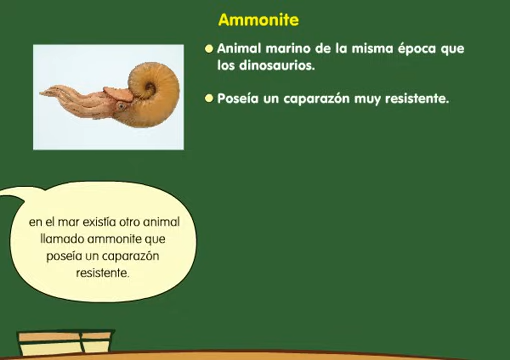 Ammonite
Animal marino de la misma época que
los dinosaurios.
Poseía un caparazón muy resistente.
en el mar existía otro animal
llamado ammonite que
poseía un caparazón
resistente.